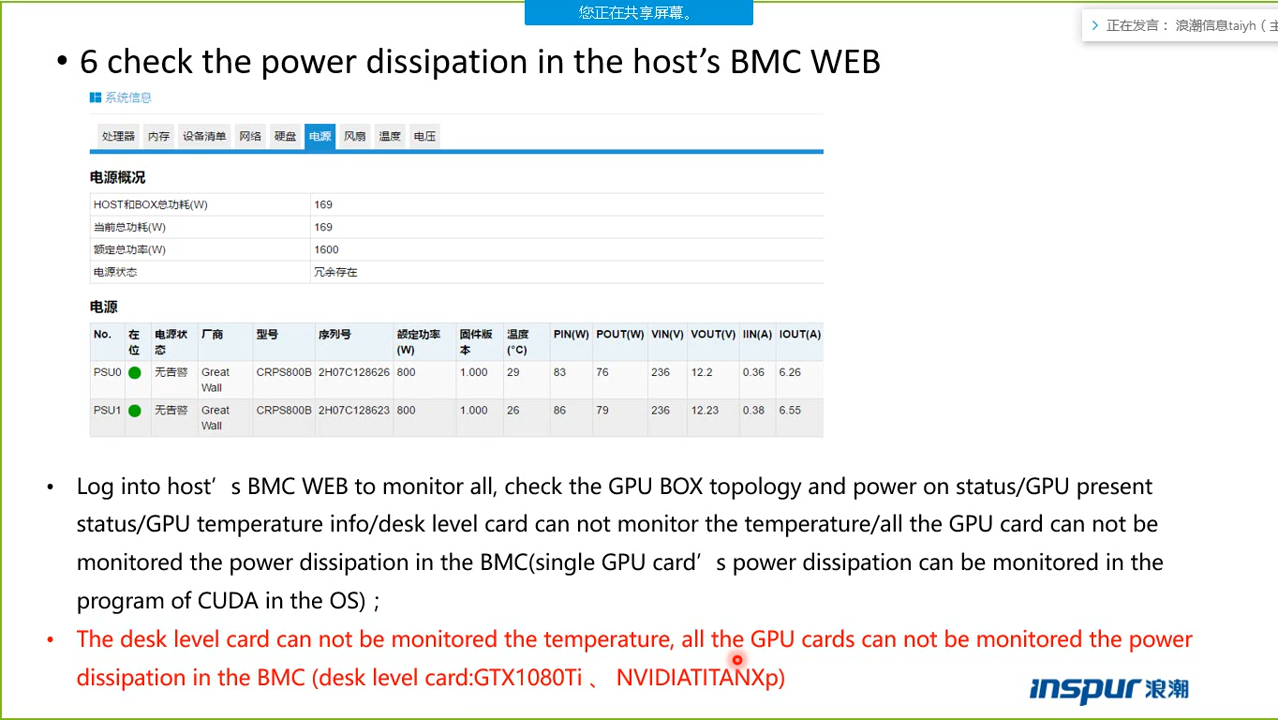 您正在共享屏幕。
正在发言： 浪潮信息taiyh（主
• 6 check the power dissipation in the host’s BMC WEB
系统信息
处理器 内存 设备清单 网络 硬盘 电源 风扇 温度 电压
电源概况
HOST和BOX总功耗(W) 169
当前总功耗(W) 169
额定总功率(W) 1600
电源状态 冗余存在
电源
No. 在位 电源状态 厂商 型号 序列号 额定功率(W) 固件版本 温度(°C) PIN(W) POUT(W) VIN(V) VOUT(V) IIN(A) IOUT(A)
PSU0 无告警 Great Wall CRPS800B 2H07C128626 800 1.000 29 83 76 236 12.2 0.36 6.26
PSU1 无告警 Great Wall CRPS800B 2H07C128623 800 1.000 26 86 79 236 12.23 0.38 6.55
• Log into host’s BMC WEB to monitor all, check the GPU BOX topology and power on status/GPU present
status/GPU temperature info/desk level card can not monitor the temperature/all the GPU card can not be
monitored the power dissipation in the BMC(single GPU card’s power dissipation can be monitored in the
program of CUDA in the OS)；
• The desk level card can not be monitored the temperature, all the GPU cards can not be monitored the power
dissipation in the BMC (desk level card:GTX1080Ti 、 NVIDIATITANXp)
inspur 浪潮